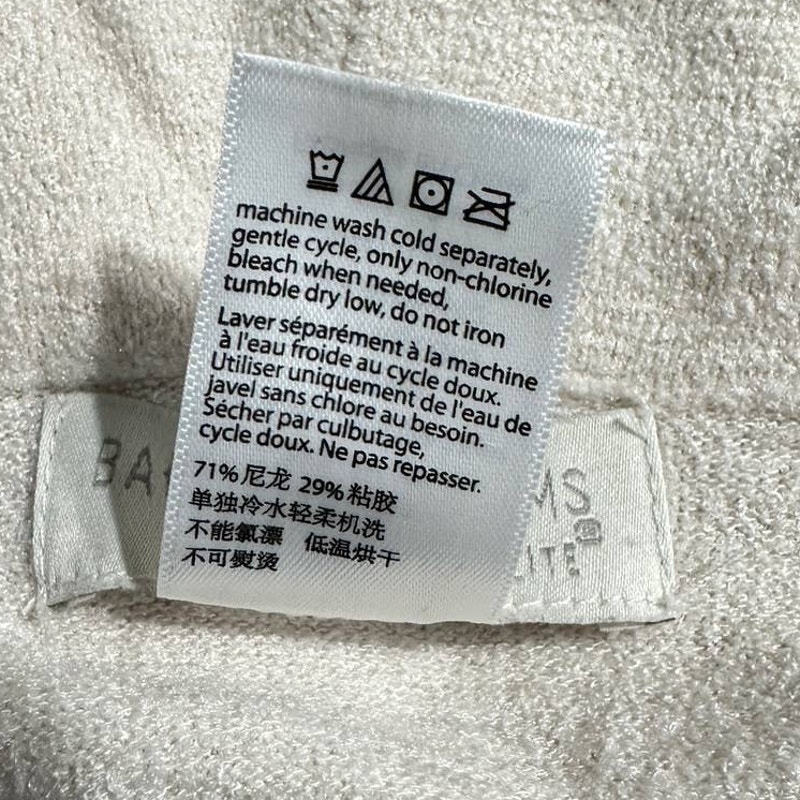 machine wash cold separately,
gentle cycle, only non-chlorine
bleach when needed,
tumble dry low, do not iron
Laver séparément à la machine
à l'eau froide au cycle doux.
Utiliser uniquement de l'eau de
javel sans chlore au besoin.
Sécher par culbutage,
cycle doux. Ne pas repasser.
71%尼龙 29%粘胶
单独冷水轻柔机洗
不能氯漂 低温烘干
不可熨烫